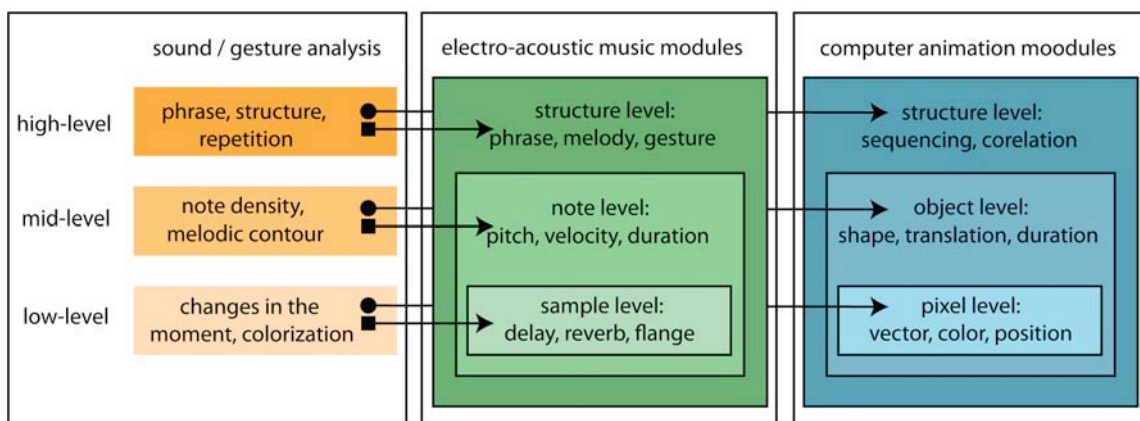 sound / gesture analysis
electro-acoustic music modules
computer animation moodules
high-level
phrase, structure,
repetition
structure level:
phrase, melody, gesture
structure level:
sequencing, corelation
mid-level
note density,
melodic contour
note level:
pitch, velocity, duration
object level:
shape, translation, duration
low-level
changes in the
moment, colorization
sample level:
delay, reverb, flange
pixel level:
vector, color, position